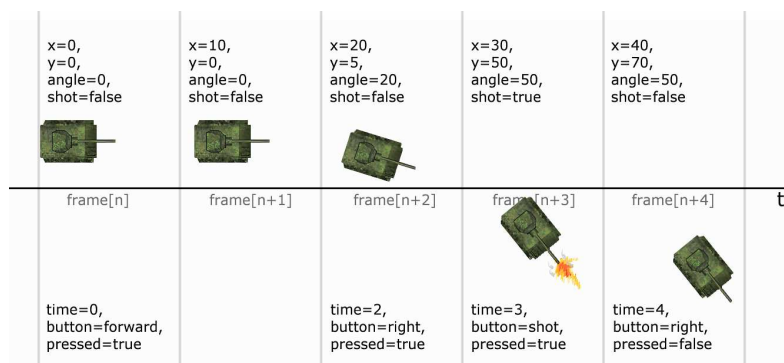 x=0,
y=0,
angle=0,
shot=false
x=10,
y=0,
angle=0,
shot=false
x=20,
y=5,
angle=20,
shot=false
x=30,
y=50,
angle=50,
shot=true
x=40,
y=70,
angle=50,
shot=false
frame[n]
frame[n+1]
frame[n+2]
frame[n+3]
frame[n+4]
t
time=0,
button=forward,
pressed=true
time=2,
button=right,
pressed=true
time=3,
button=shot,
pressed=true
time=4,
button=right,
pressed=false